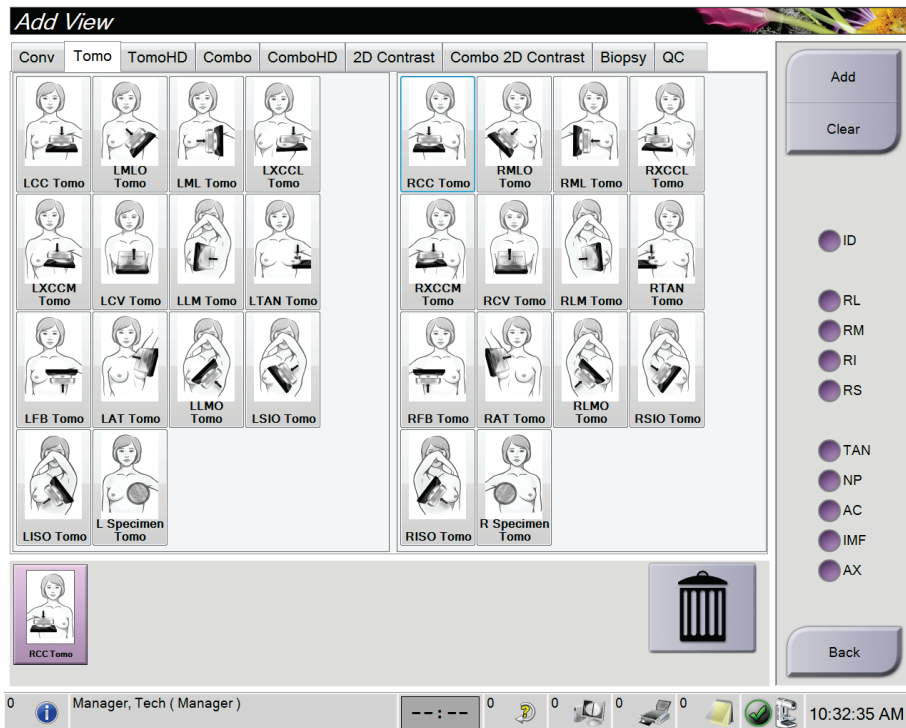 Add View
Conv Tomo TomoHD Combo ComboHD 2D Contrast Combo 2D Contrast Biopsy QC
LCC Tomo
LMLO
Tomo
LML Tomo
LXCCL
Tomo
RCC Tomo
RMLO
Tomo
RML Tomo
RXCCL
Tomo
LXCCM
Tomo
LCV Tomo
LLM Tomo
LTAN Tomo
RXCCM
Tomo
RCV Tomo
RLM Tomo
RTAN
Tomo
LFB Tomo
LAT Tomo
LLMO
Tomo
LSIO Tomo
RFB Tomo
RAT Tomo
RLMO
Tomo
RSIO Tomo
LISO Tomo
L Specimen
Tomo
RISO Tomo
R Specimen
Tomo
Add
Clear
ID
RL
RM
RI
RS
TAN
NP
AC
IMF
AX
RCC Tomo
Back
0 Manager, Tech ( Manager ) --:-- 0 0 0 0 10:32:35 AM